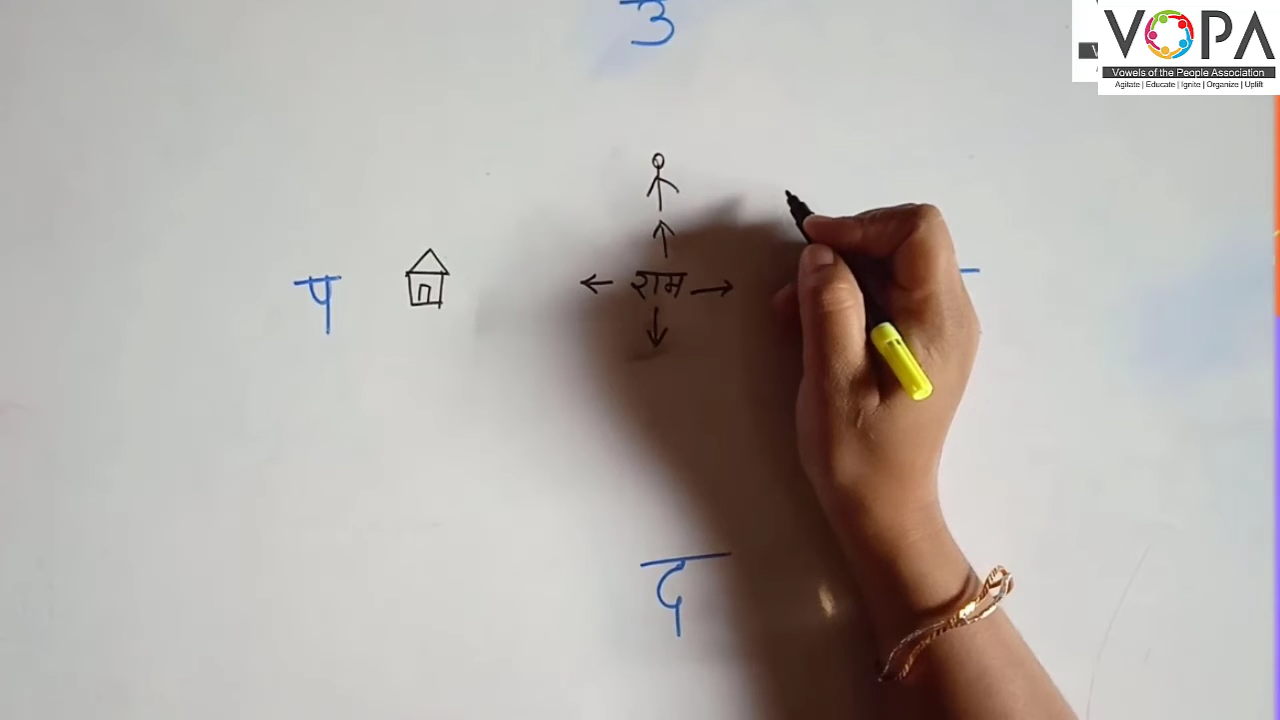 उ
VOPA
Vowels of the People Association
Agitate | Educate | Ignite | Organize | Uplift
प
राम
द